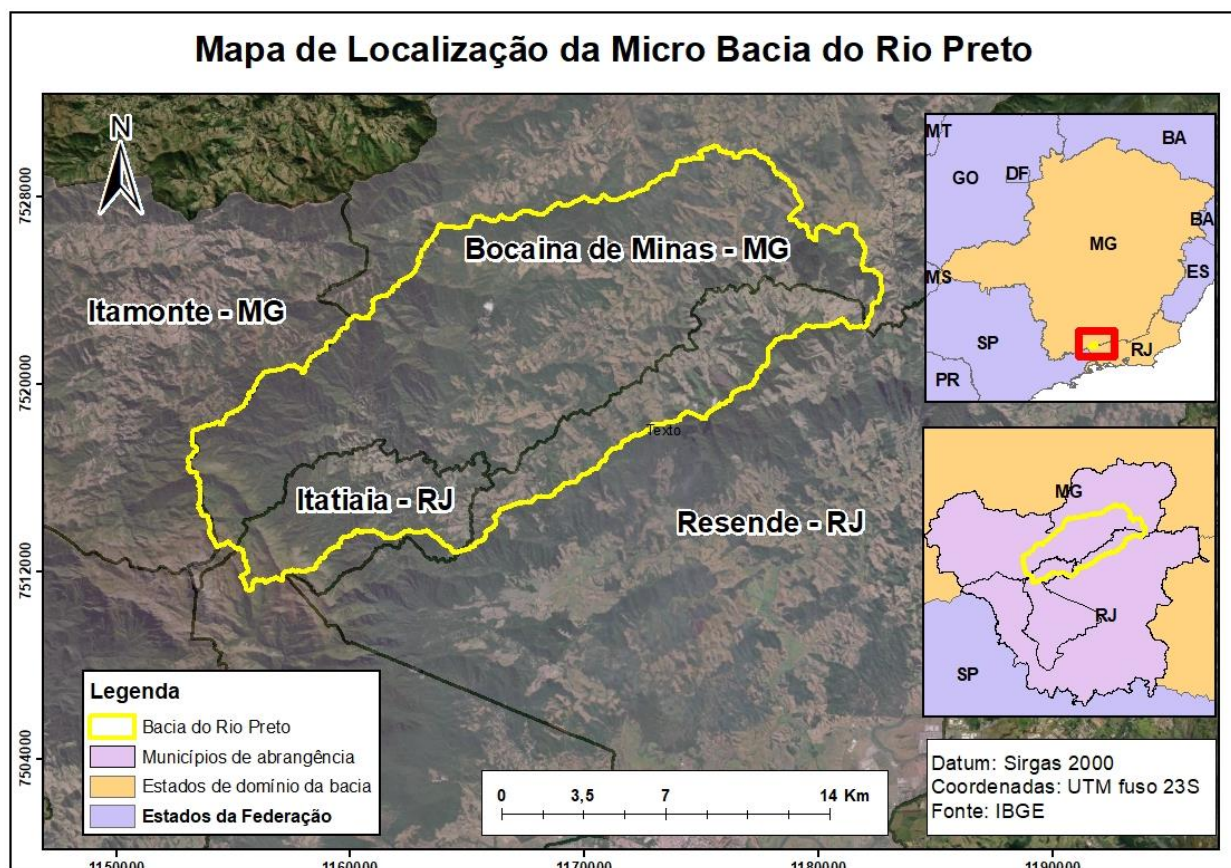 Mapa de Localização da Micro Bacia do Rio Preto
N
7528000
7520000
7512000
7504000
Bocaina de Minas - MG
Itamonte - MG
Texto
Itatiaia - RJ
Resende - RJ
MT
BA
GO
DF
BA
MG
MS
ES
SP
RJ
PR
MG
RJ
SP
Legenda
Bacia do Rio Preto
Municípios de abrangência
Estados de domínio da bacia
Estados da Federação
0 3,5 7 14 Km
Datum: Sirgas 2000
Coordenadas: UTM fuso 23S
Fonte: IBGE
1150000 1160000 1170000 1180000 1190000